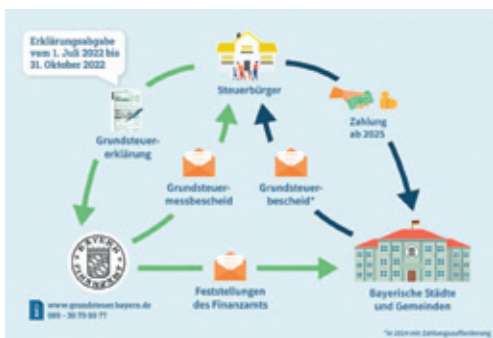 Erklärungsabgabe
vom 1. Juli 2022 bis
31. Oktober 2022
Steuerbürger
Grundsteuer-
erklärung
Zahlung
ab 2025
Grundsteuer-
messbescheid
Grundsteuer-
bescheid*
BAYERN
FINANZAMT
Feststellungen
des Finanzamts
Bayerische Städte
und Gemeinden
www.grundsteuer.bayern.de
089 - 30 70 00 77
*in 2024 mit Zahlungsaufforderung